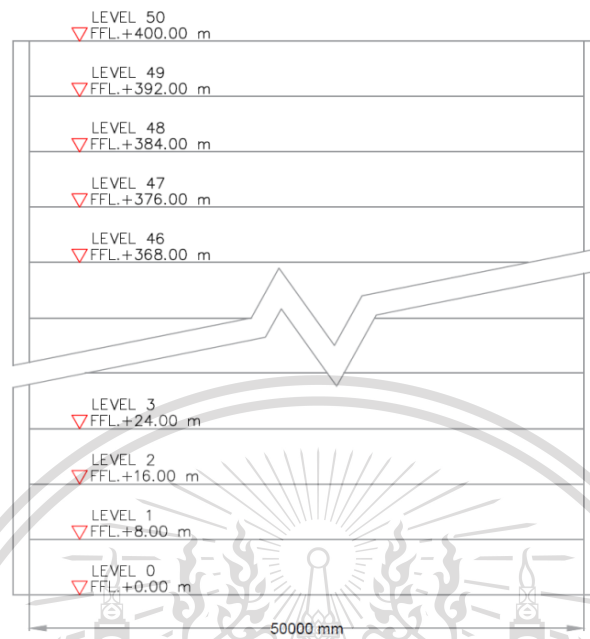 LEVEL 50
FFL.+400.00 m
LEVEL 49
FFL.+392.00 m
LEVEL 48
FFL.+384.00 m
LEVEL 47
FFL.+376.00 m
LEVEL 46
FFL.+368.00 m
LEVEL 3
FFL.+24.00 m
LEVEL 2
FFL.+16.00 m
LEVEL 1
FFL.+8.00 m
LEVEL 0
FFL.+0.00 m
50000 mm